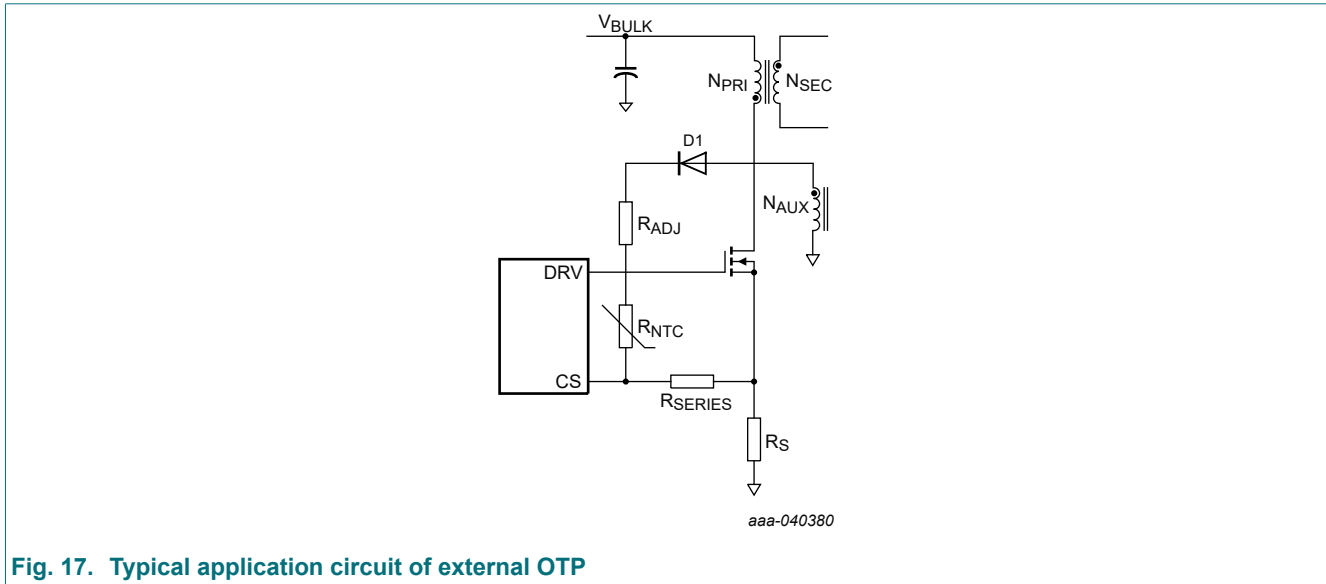 VBULK
NPRI
NSEC
D1
NAUX
RADJ
DRV
RNTC
CS
RSERIES
RS
aaa-040380
Fig. 17. Typical application circuit of external OTP